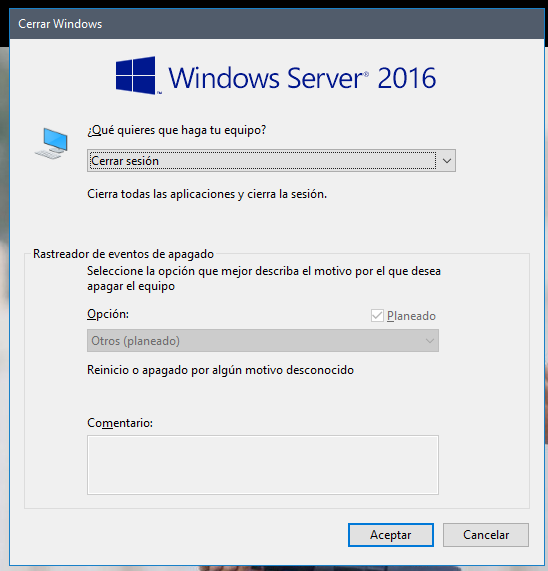 Cerrar Windows
Windows Server® 2016
¿Qué quieres que haga tu equipo?
Cerrar sesión
Cierra todas las aplicaciones y cierra la sesión.
Rastreador de eventos de apagado
Seleccione la opción que mejor describa el motivo por el que desea
apagar el equipo
Opción:
Planeado
Otros (planeado)
Reinicio o apagado por algún motivo desconocido
Comentario:
Aceptar
Cancelar